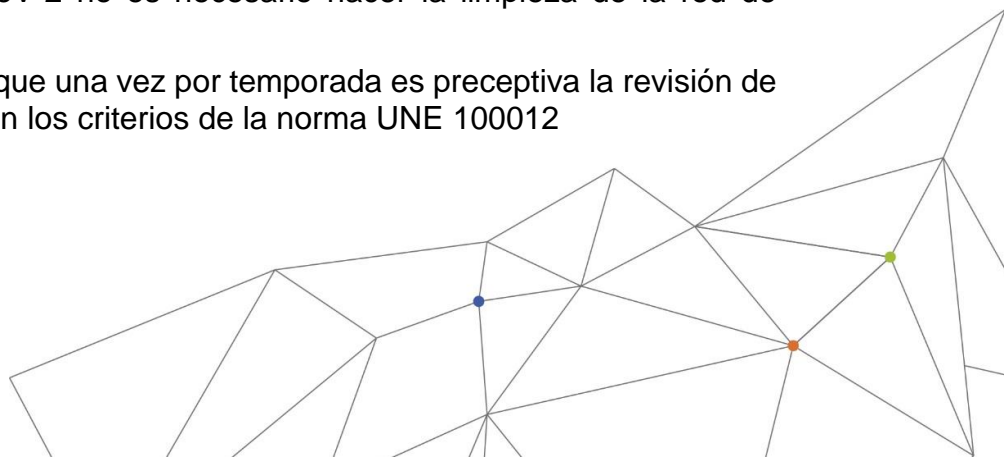 2 no es necesario hacer la limpieza de la red de
que una vez por temporada es preceptiva la revisión de
n los criterios de la norma UNE 100012